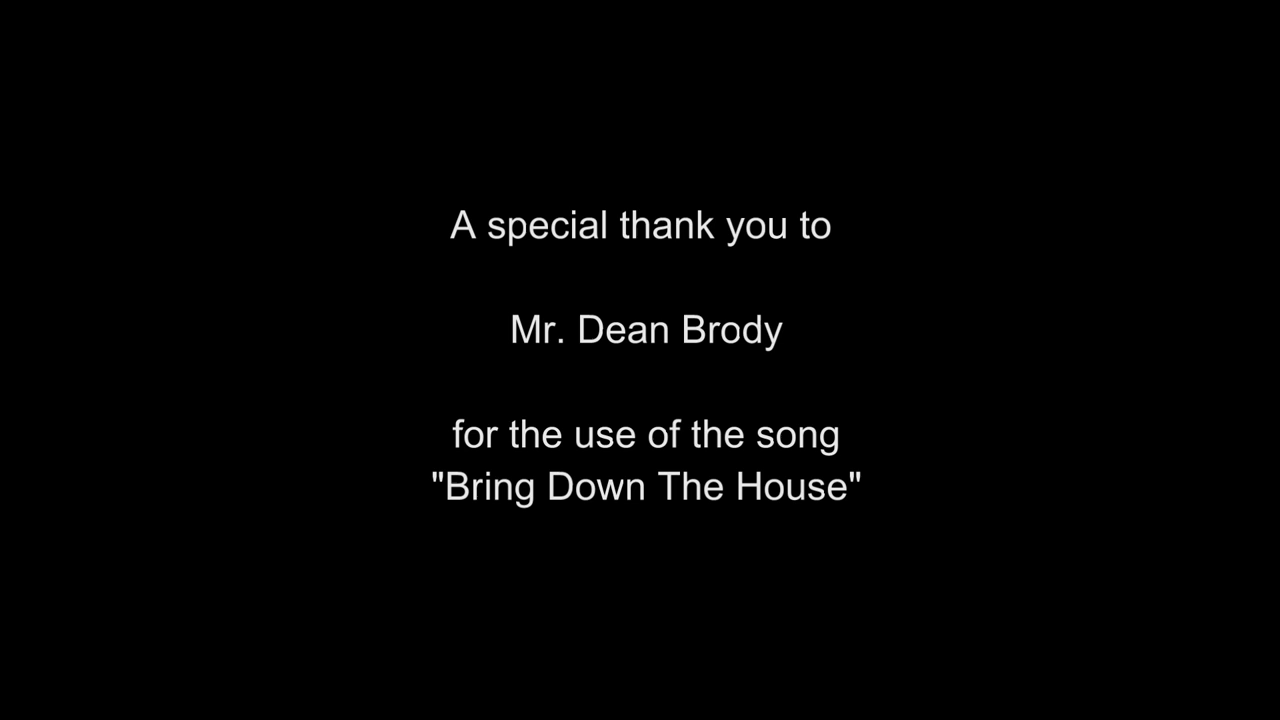 A special thank you to
Mr. Dean Brody
for the use of the song
"Bring Down The House"